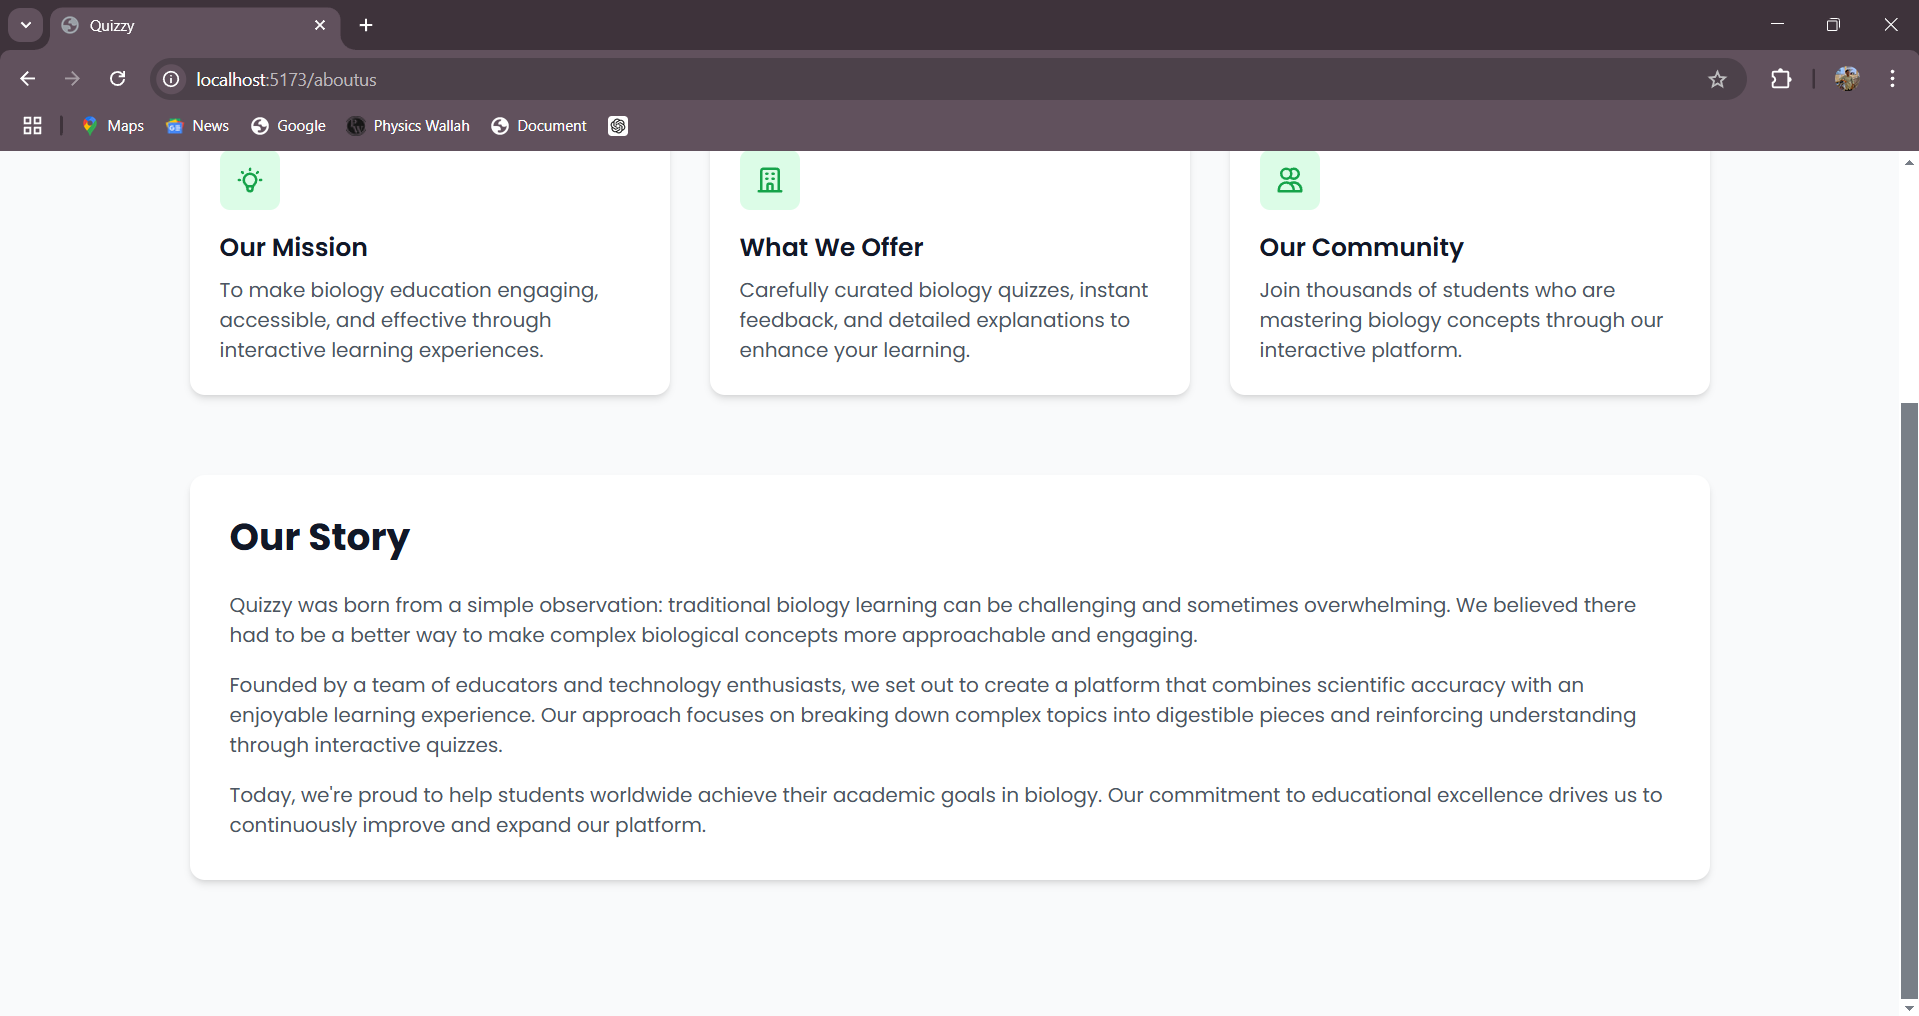 Quizzy
localhost:5173/aboutus
Maps
News
Google
Physics Wallah
Document
Our Mission
To make biology education engaging,
accessible, and effective through
interactive learning experiences.
What We Offer
Carefully curated biology quizzes, instant
feedback, and detailed explanations to
enhance your learning.
Our Community
Join thousands of students who are
mastering biology concepts through our
interactive platform.
Our Story
Quizzy was born from a simple observation: traditional biology learning can be challenging and sometimes overwhelming. We believed there
had to be a better way to make complex biological concepts more approachable and engaging.
Founded by a team of educators and technology enthusiasts, we set out to create a platform that combines scientific accuracy with an
enjoyable learning experience. Our approach focuses on breaking down complex topics into digestible pieces and reinforcing understanding
through interactive quizzes.
Today, we're proud to help students worldwide achieve their academic goals in biology. Our commitment to educational excellence drives us to
continuously improve and expand our platform.